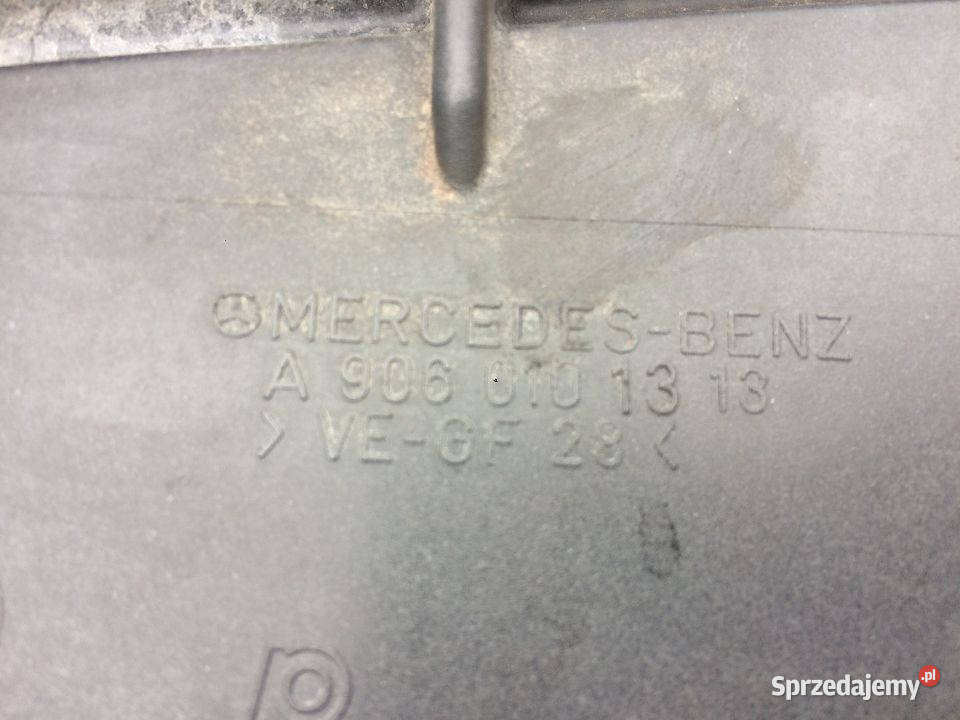 MERCEDES-BENZ
A 906 010 13 13
> VE-GF 28 <
p
Sprzedajemy.pl